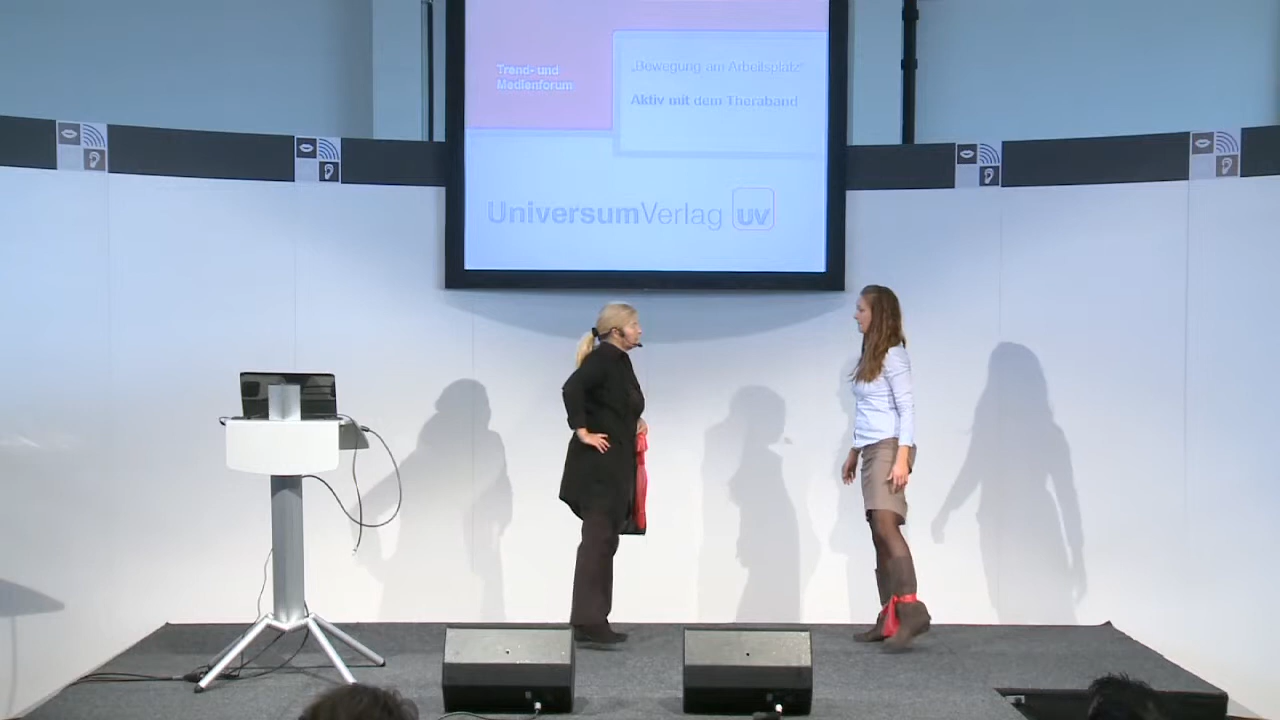 Trend- und
Medienforum
„Bewegung am Arbeitsplatz“
Aktiv mit dem Theraband
UniversumVerlag uv